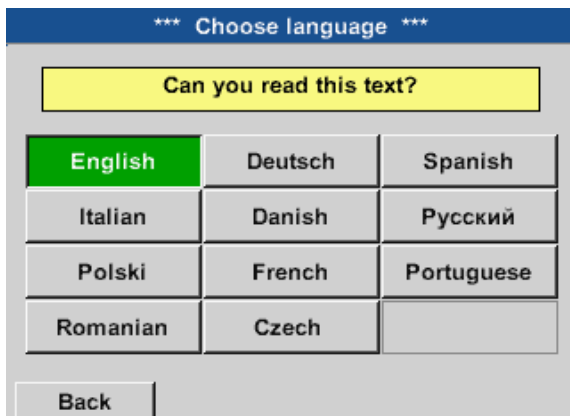 *** Choose language ***
Can you read this text?
English Deutsch Spanish
Italian Danish Русский
Polski French Portuguese
Romanian Czech
Back